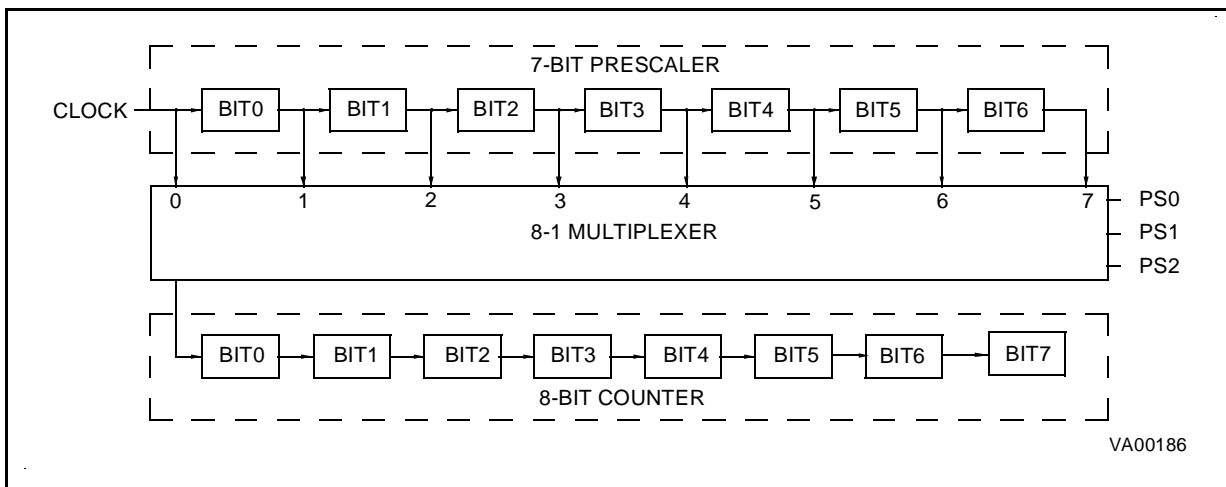 7-BIT PRESCALER
CLOCK BIT0 BIT1 BIT2 BIT3 BIT4 BIT5 BIT6
0 1 2 3 4 5 6 7 PS0
8-1 MULTIPLEXER
PS1
PS2
BIT0 BIT1 BIT2 BIT3 BIT4 BIT5 BIT6 BIT7
8-BIT COUNTER
VA00186